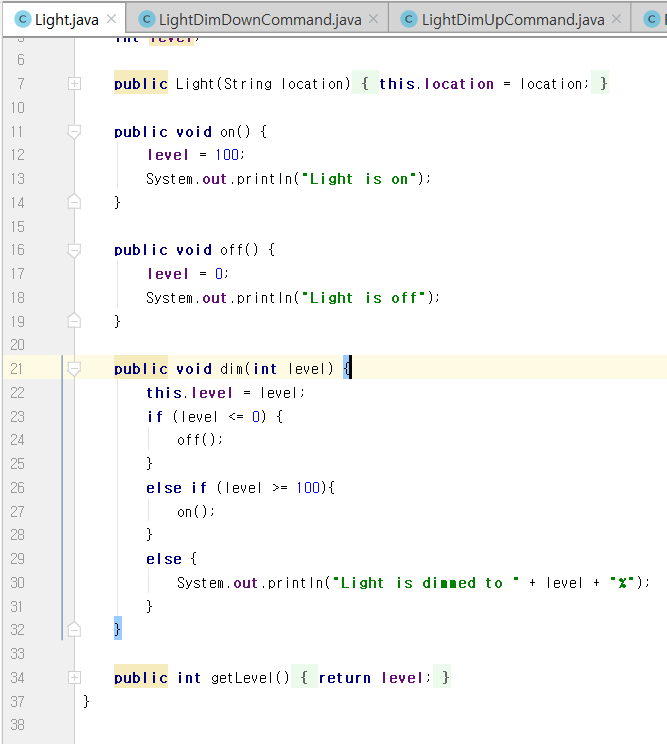 Light.java × LightDimDownCommand.java × LightDimUpCommand.java ×
5 int level;
6
7 public Light(String location) { this.location = location; }
10
11 public void on() {
12 level = 100;
13 System.out.println("Light is on");
14 }
15
16 public void off() {
17 level = 0;
18 System.out.println("Light is off");
19 }
20
21 public void dim(int level) {
22 this.level = level;
23 if (level <= 0) {
24 off();
25 }
26 else if (level >= 100){
27 on();
28 }
29 else {
30 System.out.println("Light is dimmed to " + level + "%");
31 }
32 }
33
34 public int getLevel() { return level; }
37 }
38